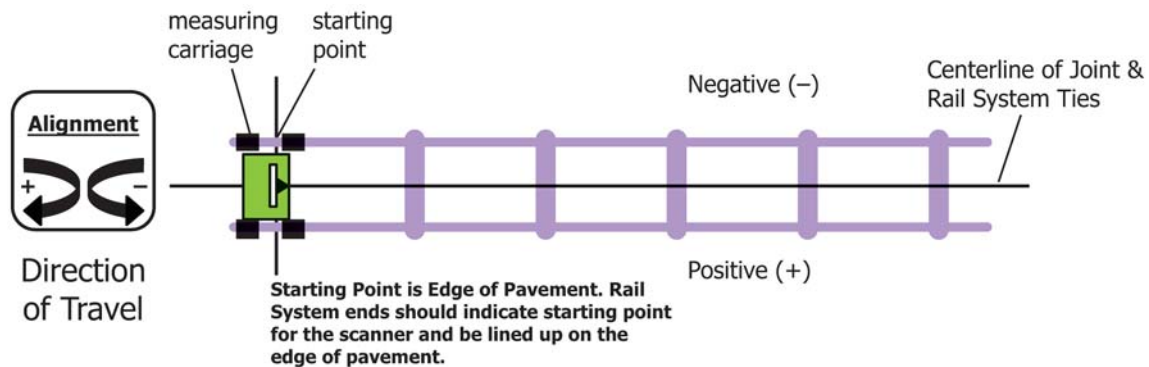 measuring
carriage
starting
point
Negative (–)
Centerline of Joint &
Rail System Ties
Alignment
+
–
Direction
of Travel
Positive (+)
Starting Point is Edge of Pavement. Rail
System ends should indicate starting point
for the scanner and be lined up on the
edge of pavement.